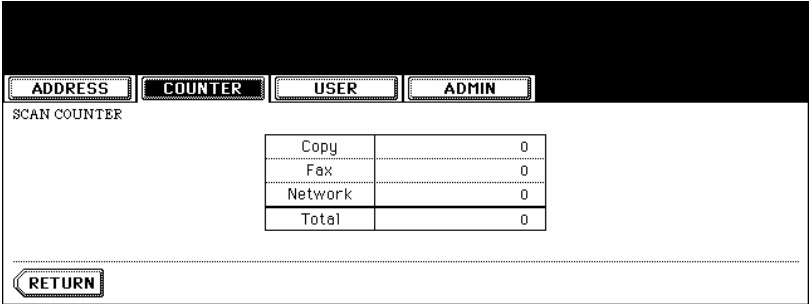 ADDRESS COUNTER USER ADMIN
SCAN COUNTER
Copy 0
Fax 0
Network 0
Total 0
RETURN